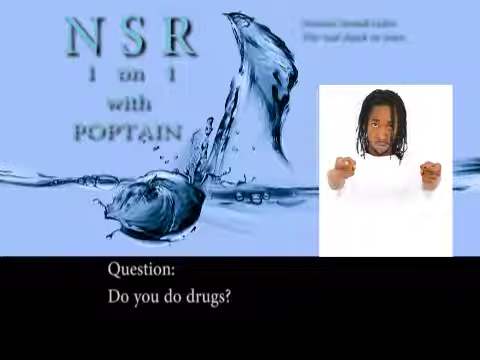 N S R
1 on 1
with
POPTAIN
Question:
Do you do drugs?